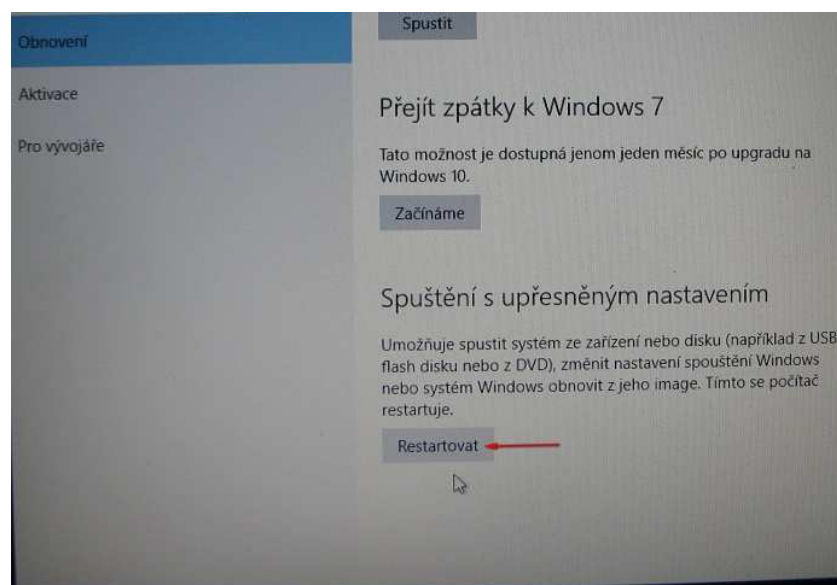 Obnovení
Aktivace
Pro vývojáře
Spustit
Přejít zpátky k Windows 7
Tato možnost je dostupná jenom jeden měsíc po upgradu na
Windows 10.
Začínáme
Spuštění s upřesněným nastavením
Umožňuje spustit systém ze zařízení nebo disku (například z USB
flash disku nebo z DVD), změnit nastavení spouštění Windows
nebo systém Windows obnovit z jeho image. Tímto se počítač
restartuje.
Restartovat